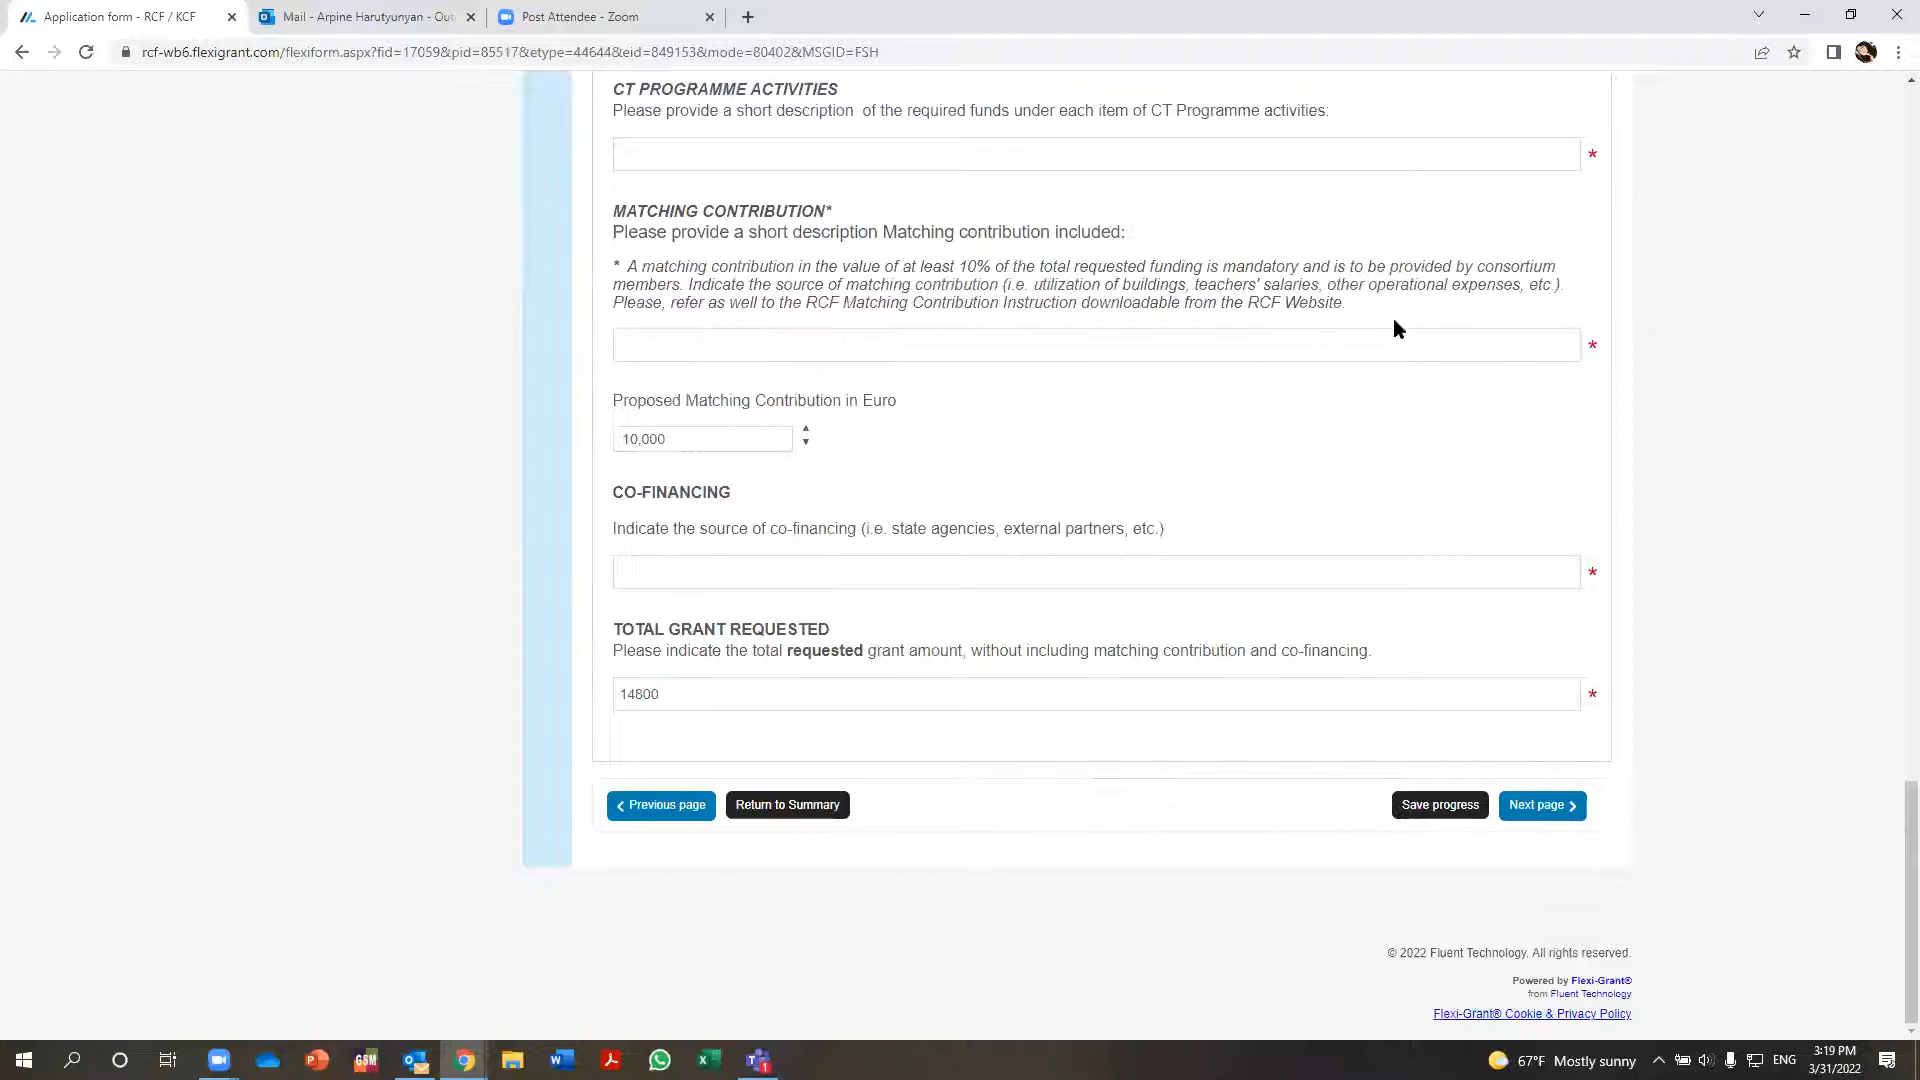 Application form - RCF / KCF
Mail - Arpine Harutyunyan - Out
Post Attendee - Zoom
rcf-wb6.flexigrant.com/flexiform.aspx?fid=17059&pid=85517&etype=44644&eid=849153&mode=80402&MSGID=FSH
CT PROGRAMME ACTIVITIES
Please provide a short description of the required funds under each item of CT Programme activities:
*
MATCHING CONTRIBUTION*
Please provide a short description Matching contribution included:
* A matching contribution in the value of at least 10% of the total requested funding is mandatory and is to be provided by consortium
members. Indicate the source of matching contribution (i.e. utilization of buildings, teachers' salaries, other operational expenses, etc.).
Please, refer as well to the RCF Matching Contribution Instruction downloadable from the RCF Website.
*
Proposed Matching Contribution in Euro
10,000
CO-FINANCING
Indicate the source of co-financing (i.e. state agencies, external partners, etc.)
*
TOTAL GRANT REQUESTED
Please indicate the total requested grant amount, without including matching contribution and co-financing.
14800 *
Previous page Return to Summary Save progress Next page
© 2022 Fluent Technology. All rights reserved.
Powered by Flexi-Grant®
from Fluent Technology
Flexi-Grant® Cookie & Privacy Policy
GSM
67°F Mostly sunny
ENG
3:19 PM
3/31/2022